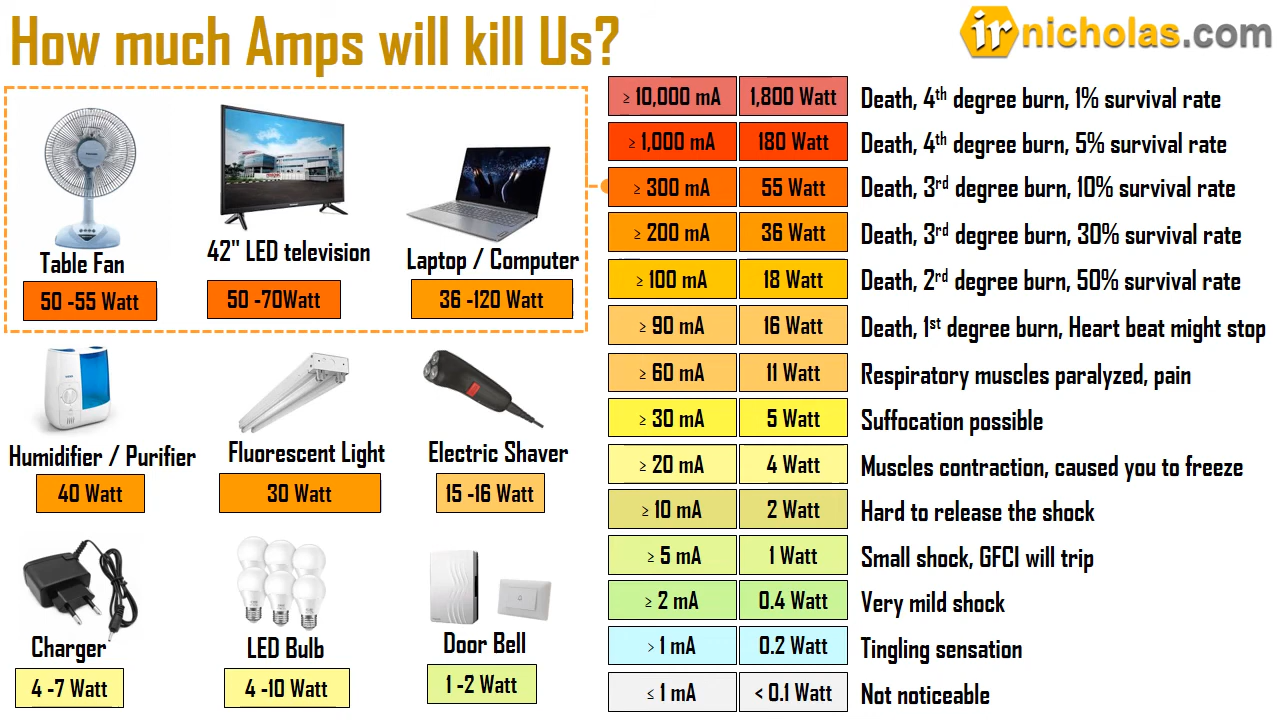 How much Amps will kill Us?
irnicholas.com
Table Fan
50 -55 Watt
42" LED television
50 -70Watt
Laptop / Computer
36 -120 Watt
Humidifier / Purifier
40 Watt
Fluorescent Light
30 Watt
Electric Shaver
15 -16 Watt
Charger
4 -7 Watt
LED Bulb
4 -10 Watt
Door Bell
1 -2 Watt
≥ 10,000 mA 1,800 Watt Death, 4th degree burn, 1% survival rate
≥ 1,000 mA 180 Watt Death, 4th degree burn, 5% survival rate
≥ 300 mA 55 Watt Death, 3rd degree burn, 10% survival rate
≥ 200 mA 36 Watt Death, 3rd degree burn, 30% survival rate
≥ 100 mA 18 Watt Death, 2rd degree burn, 50% survival rate
≥ 90 mA 16 Watt Death, 1st degree burn, Heart beat might stop
≥ 60 mA 11 Watt Respiratory muscles paralyzed, pain
≥ 30 mA 5 Watt Suffocation possible
≥ 20 mA 4 Watt Muscles contraction, caused you to freeze
≥ 10 mA 2 Watt Hard to release the shock
≥ 5 mA 1 Watt Small shock, GFCI will trip
≥ 2 mA 0.4 Watt Very mild shock
> 1 mA 0.2 Watt Tingling sensation
≤ 1 mA < 0.1 Watt Not noticeable